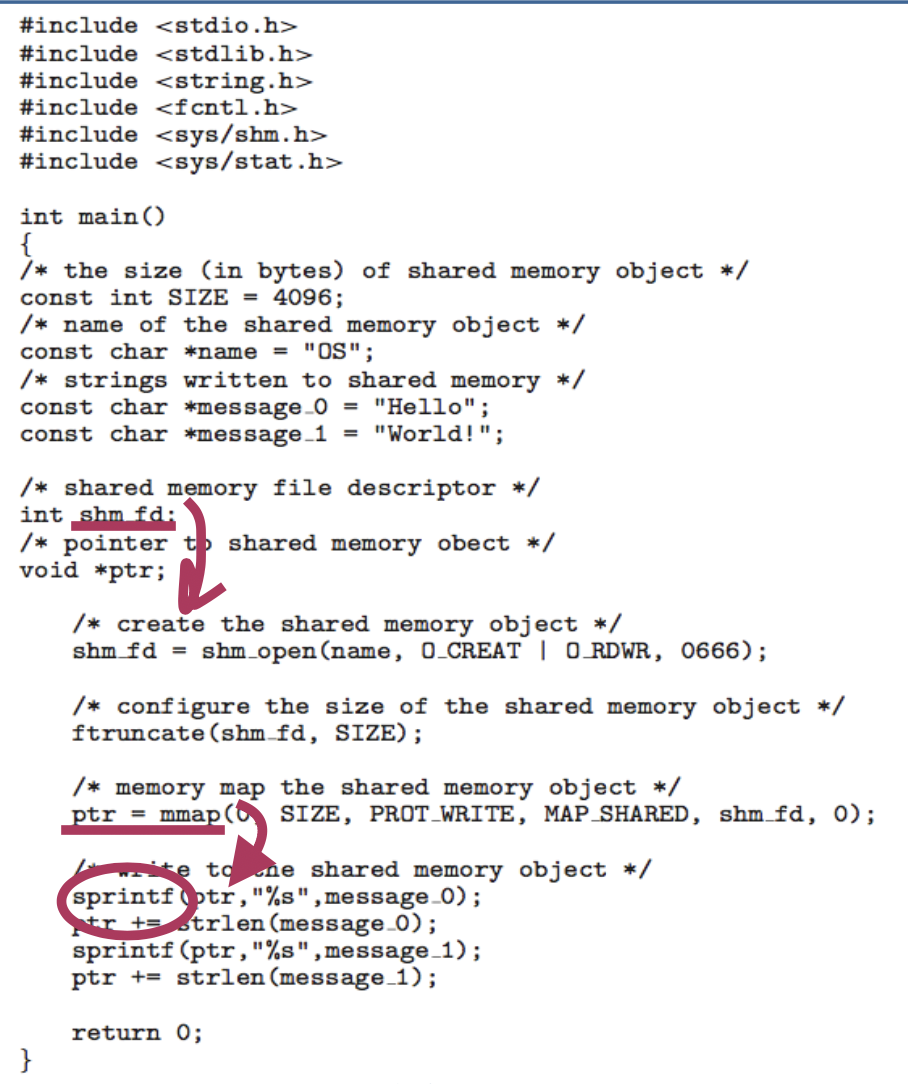 #include <stdio.h>
#include <stdlib.h>
#include <string.h>
#include <fcntl.h>
#include <sys/shm.h>
#include <sys/stat.h>
int main()
{
/* the size (in bytes) of shared memory object */
const int SIZE = 4096;
/* name of the shared memory object */
const char *name = "OS";
/* strings written to shared memory */
const char *message_0 = "Hello";
const char *message_1 = "World!";
/* shared memory file descriptor */
int shm_fd;
/* pointer to shared memory obect */
void *ptr;
/* create the shared memory object */
shm_fd = shm_open(name, O_CREAT | O_RDWR, 0666);
/* configure the size of the shared memory object */
ftruncate(shm_fd, SIZE);
/* memory map the shared memory object */
ptr = mmap(0, SIZE, PROT_WRITE, MAP_SHARED, shm_fd, 0);
/* write to the shared memory object */
sprintf(ptr,"%s",message_0);
ptr += strlen(message_0);
sprintf(ptr,"%s",message_1);
ptr += strlen(message_1);
return 0;
}